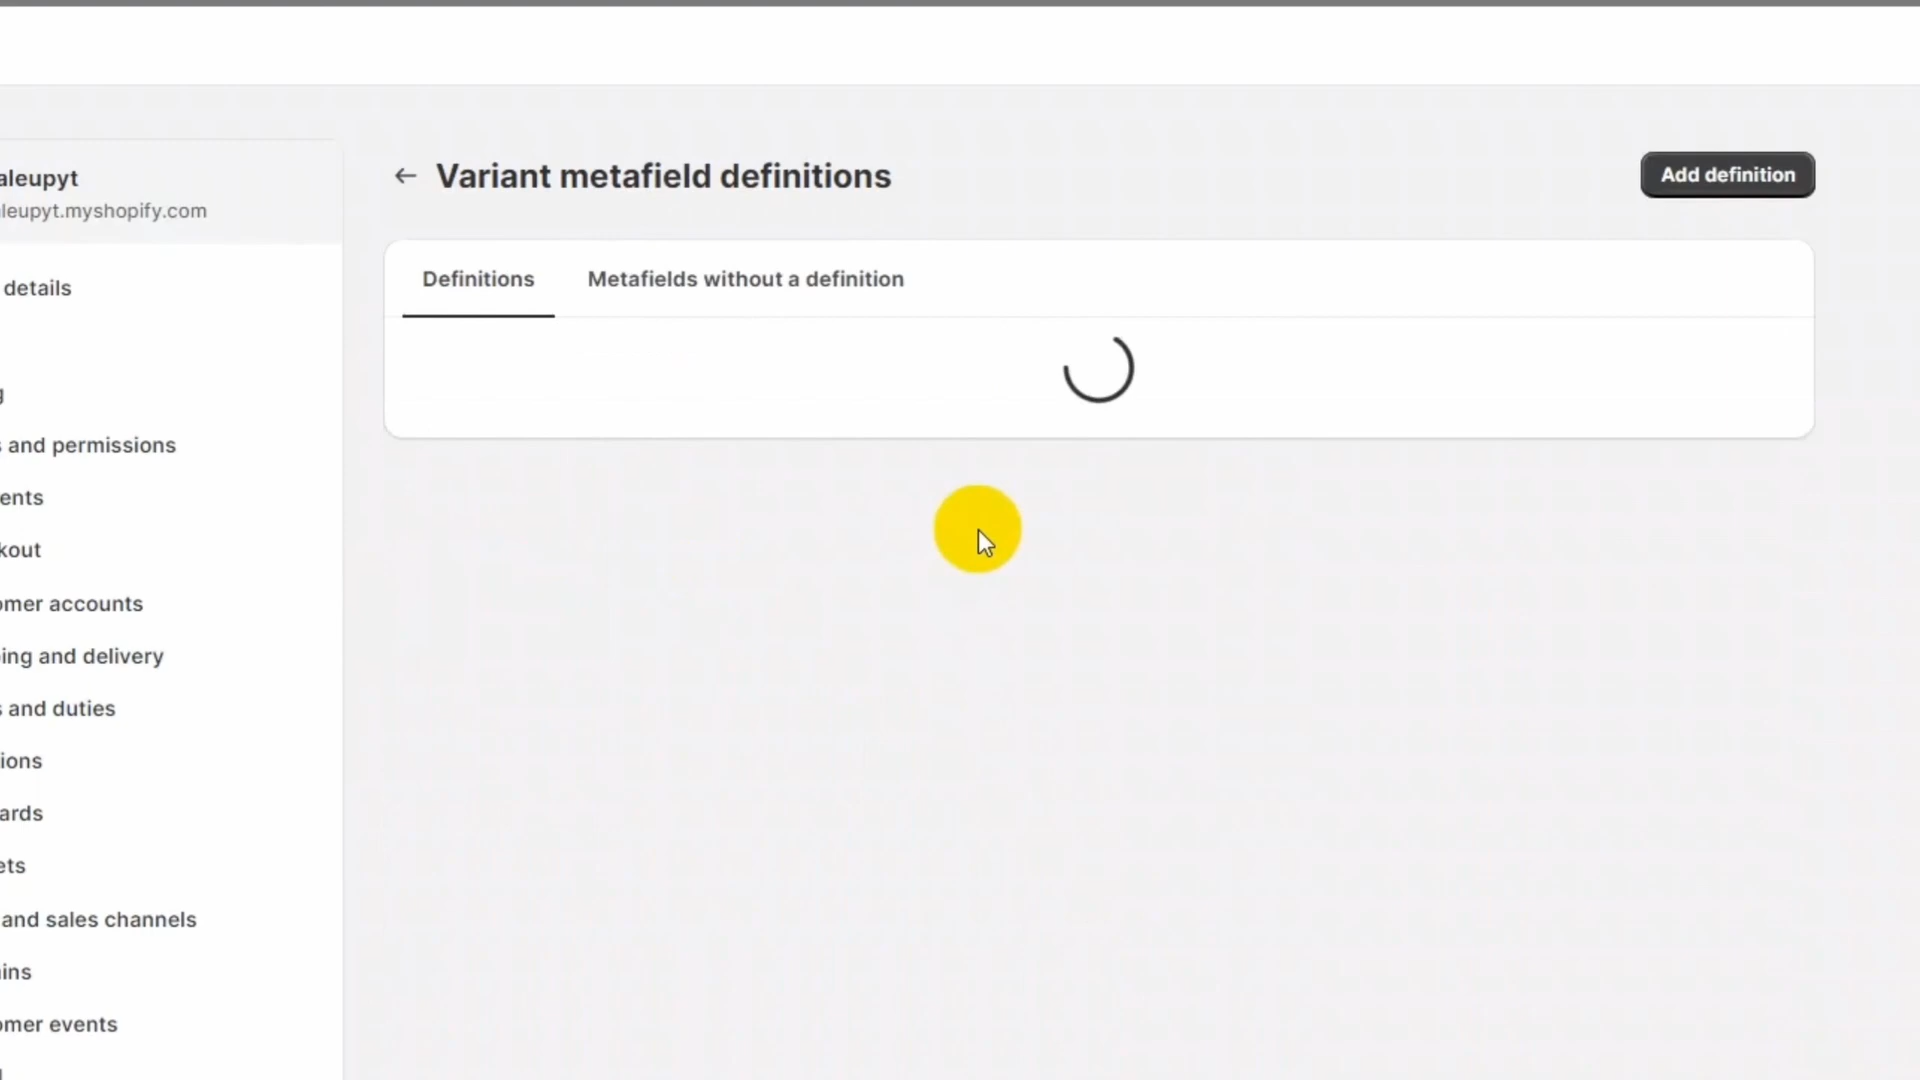 aleupyt
leupyt.myshopify.com
details
g
s and permissions
ents
kout
omer accounts
ing and delivery
s and duties
ions
ards
ets
and sales channels
ins
omer events
← Variant metafield definitions
Add definition
Definitions
Metafields without a definition